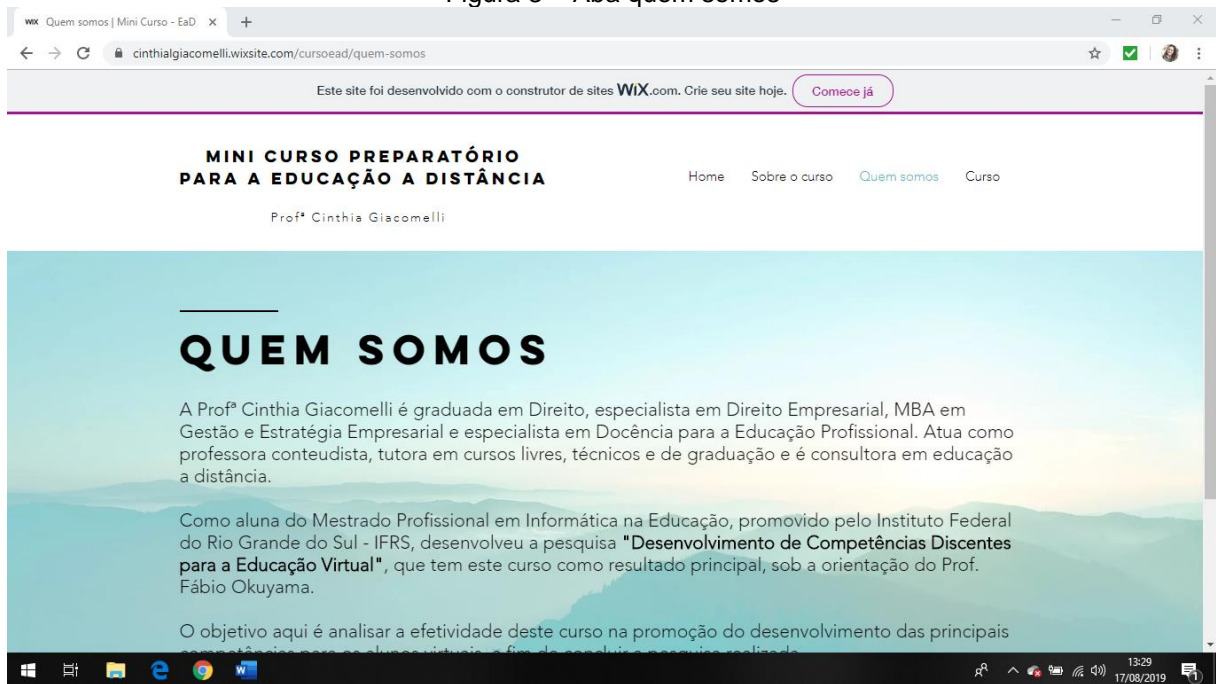 Quem somos | Mini Curso - EaD
cinthialgiacomelli.wixsite.com/cursoead/quem-somos
Este site foi desenvolvido com o construtor de sites WiX.com. Crie seu site hoje. Comece já
MINI CURSO PREPARATÓRIO
PARA A EDUCAÇÃO A DISTÂNCIA
Profª Cinthia Giacomelli
Home Sobre o curso Quem somos Curso
QUEM SOMOS
A Profª Cinthia Giacomelli é graduada em Direito, especialista em Direito Empresarial, MBA em
Gestão e Estratégia Empresarial e especialista em Docência para a Educação Profissional. Atua como
professora conteudista, tutora em cursos livres, técnicos e de graduação e é consultora em educação
a distância.
Como aluna do Mestrado Profissional em Informática na Educação, promovido pelo Instituto Federal
do Rio Grande do Sul - IFRS, desenvolveu a pesquisa "Desenvolvimento de Competências Discentes
para a Educação Virtual", que tem este curso como resultado principal, sob a orientação do Prof.
Fábio Okuyama.
O objetivo aqui é analisar a efetividade deste curso na promoção do desenvolvimento das principais
13:29
17/08/2019